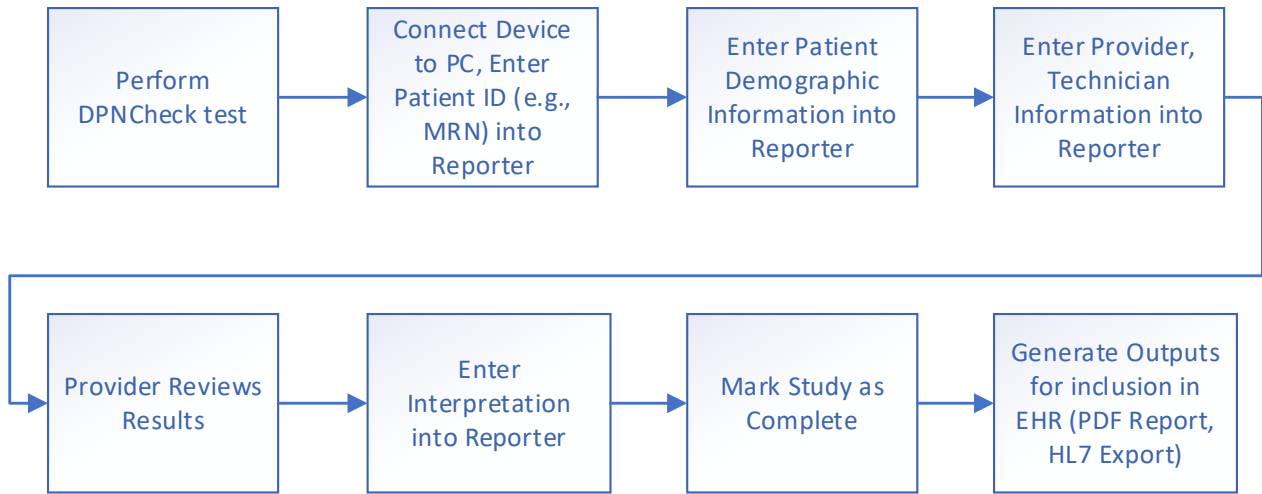 Perform
DPNCheck test
Connect Device
to PC, Enter
Patient ID (e.g.,
MRN) into
Reporter
Enter Patient
Demographic
Information into
Reporter
Enter Provider,
Technician
Information into
Reporter
Provider Reviews
Results
Enter
Interpretation
into Reporter
Mark Study as
Complete
Generate Outputs
for inclusion in
EHR (PDF Report,
HL7 Export)